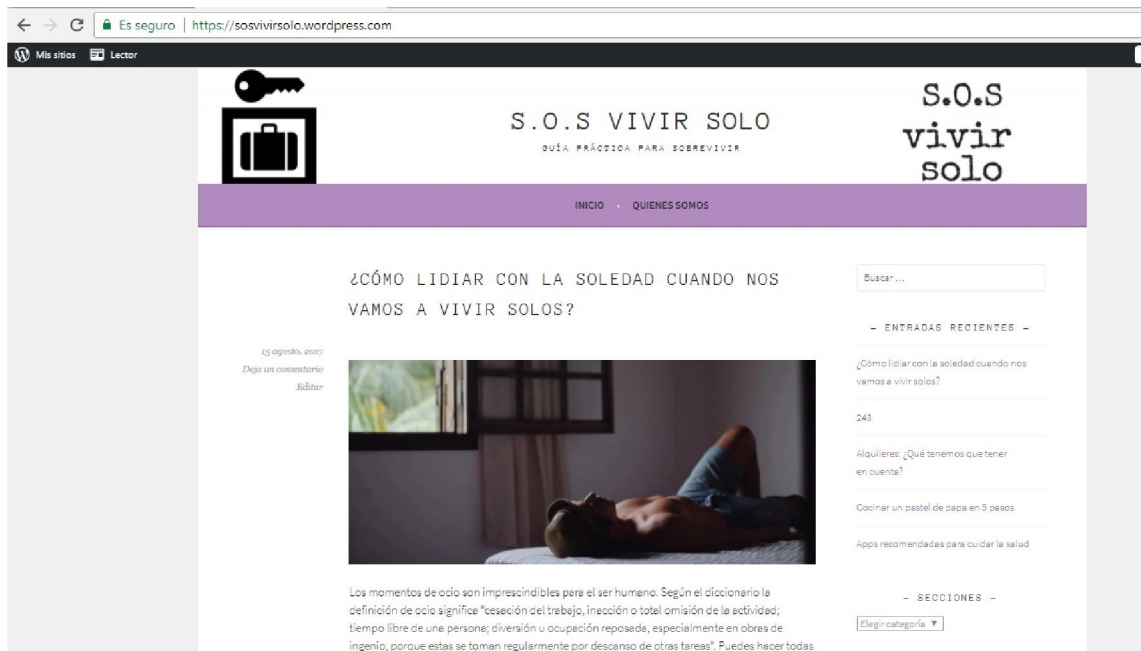 Es seguro | https://sosvivirsolo.wordpress.com
Mis sitios Lector
S.O.S VIVIR SOLO
GUÍA PRÁCTICA PARA SOBREVIVIR
S.O.S
vivir
solo
INICIO · QUIENES SOMOS
¿CÓMO LIDIAR CON LA SOLEDAD CUANDO NOS
VAMOS A VIVIR SOLOS?
15 agosto, 2017
Deja un comentario
Editar
Los momentos de ocio son imprescindibles para el ser humano. Según el diccionario la
definición de ocio significa “cesación del trabajo, inacción o total omisión de la actividad;
tiempo libre de una persona; diversión u ocupación reposada, especialmente en obras de
ingenio, porque estas se toman regularmente por descanso de otras tareas”. Puedes hacer todas
Buscar ...
– ENTRADAS RECIENTES –
¿Cómo lidiar con la soledad cuando nos
vamos a vivir solos?
243
Alquileres: ¿Qué tenemos que tener
en cuenta?
Cocinar un pastel de papa en 5 pasos
Apps recomendadas para cuidar la salud
– SECCIONES –
Elegir categoría ▼